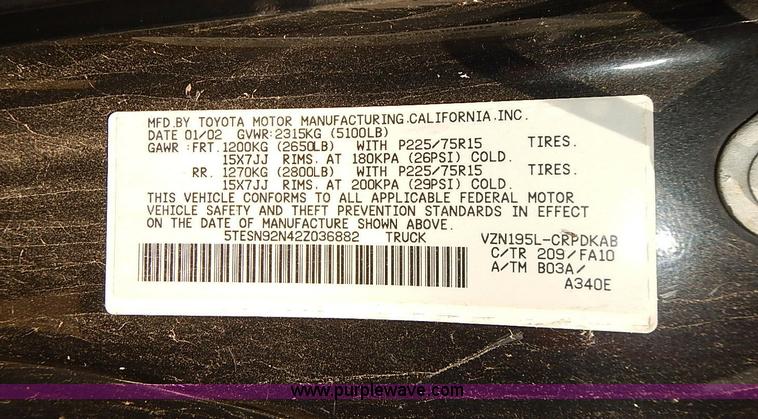 MFD.BY TOYOTA MOTOR MANUFACTURING.CALIFORNIA.INC.
DATE 01/02 GVWR:2315KG (5100LB)
GAWR :FRT.1200KG (2650LB) WITH P225/75R15 TIRES.
15X7JJ RIMS. AT 180KPA (26PSI) COLD.
RR. 1270KG (2800LB) WITH P225/75R15 TIRES.
15X7JJ RIMS. AT 200KPA (29PSI) COLD.
THIS VEHICLE CONFORMS TO ALL APPLICABLE FEDERAL MOTOR
VEHICLE SAFETY AND THEFT PREVENTION STANDARDS IN EFFECT
ON THE DATE OF MANUFACTURE SHOWN ABOVE.
5TESN92N42Z036882 TRUCK VZN195L-CRPDKAB
C/TR 209/FA10
A/TM B03A/
A340E
www.purplewave.com